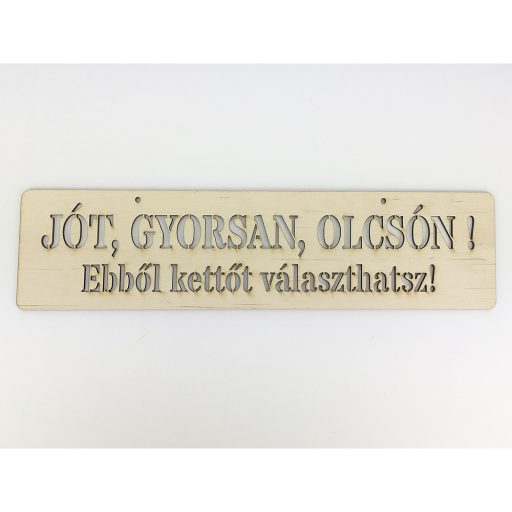 JÓT, GYORSAN, OLCSÓN !
Ebből kettőt választhatsz!